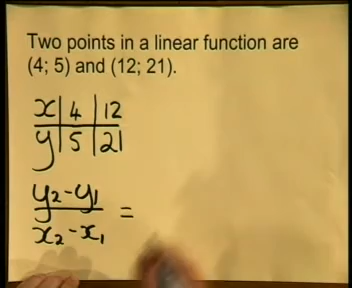 Two points in a linear function are
(4; 5) and (12; 21).
x | 4 | 12
y | 5 | 21
y₂-y₁
x₂-x₁ =